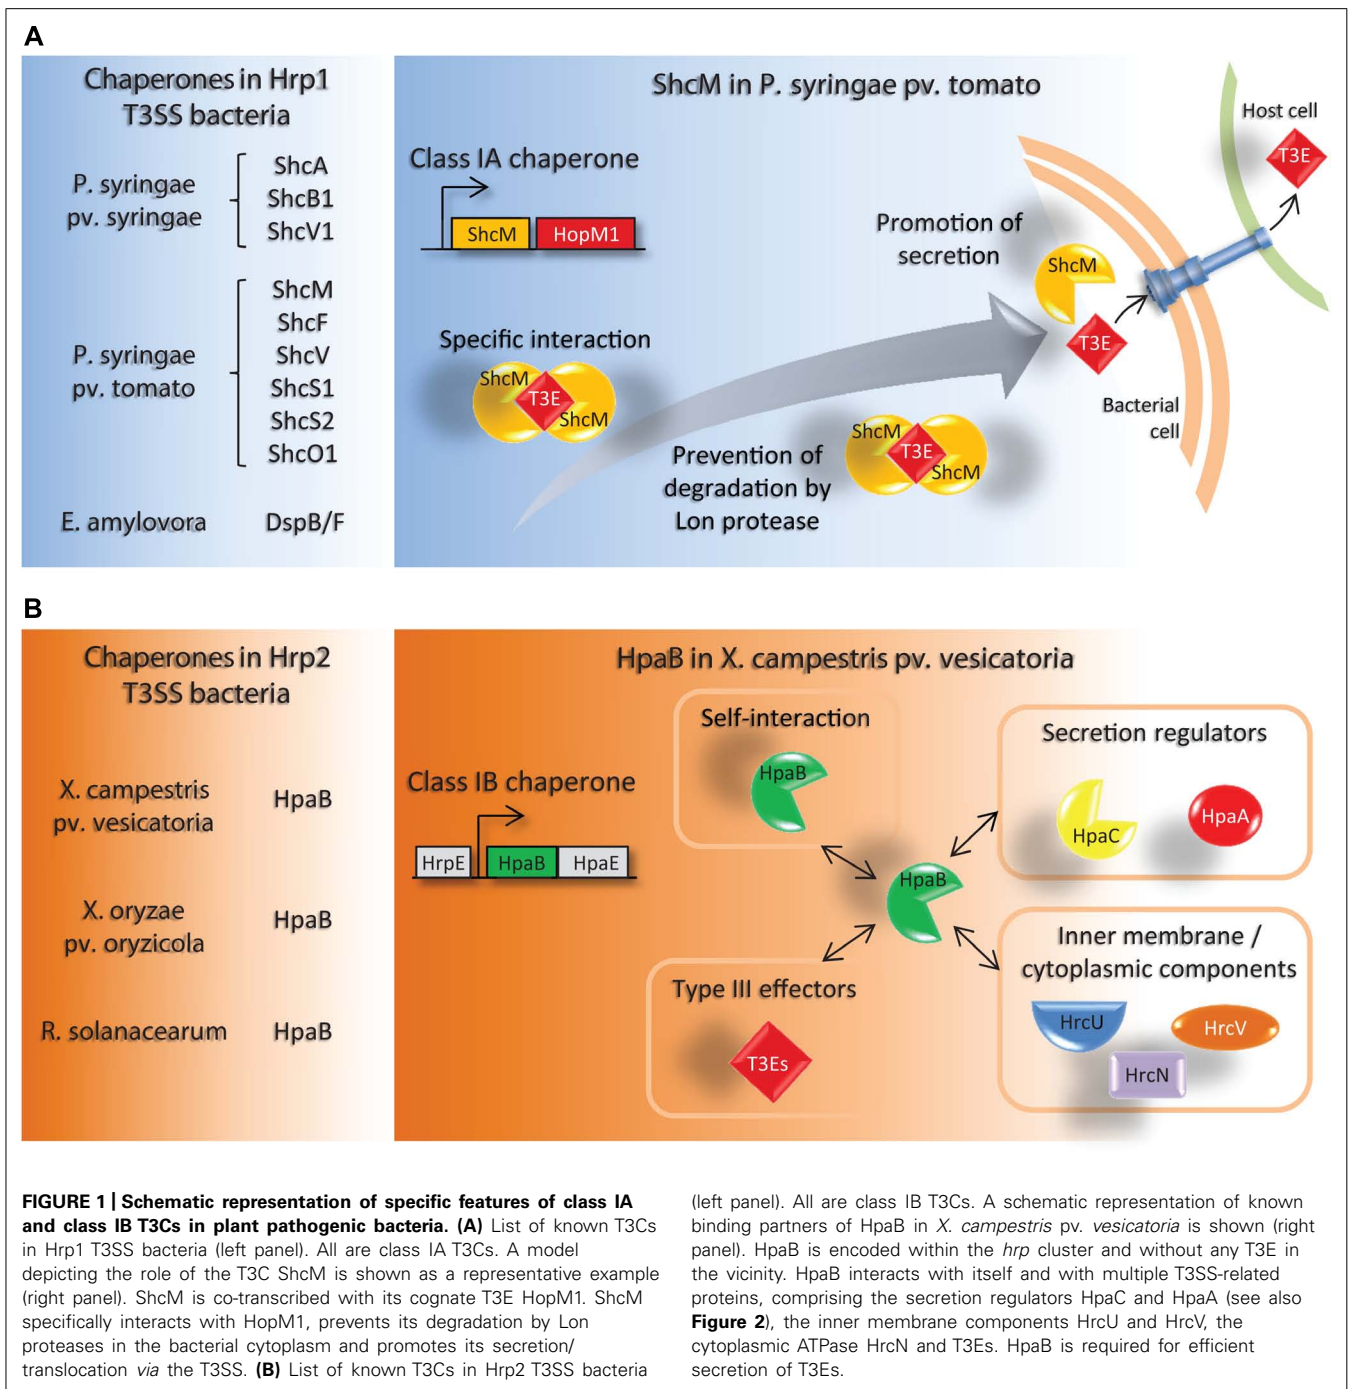 A
Chaperones in Hrp1
T3SS bacteria
P. syringae
pv. syringae
ShcA
ShcB1
ShcV1
P. syringae
pv. tomato
ShcM
ShcF
ShcV
ShcS1
ShcS2
ShcO1
E. amylovora
DspB/F
ShcM in P. syringae pv. tomato
Class IA chaperone
ShcM
HopM1
Specific interaction
ShcM
T3E
ShcM
Prevention of
degradation by
Lon protease
ShcM
T3E
ShcM
Promotion of
secretion
ShcM
T3E
Bacterial
cell
Host cell
T3E
B
Chaperones in Hrp2
T3SS bacteria
X. campestris
pv. vesicatoria
HpaB
X. oryzae
pv. oryzicola
HpaB
R. solanacearum
HpaB
HpaB in X. campestris pv. vesicatoria
Class IB chaperone
HrpE
HpaB
HpaE
Self-interaction
HpaB
HpaB
Secretion regulators
HpaC
HpaA
Type III effectors
T3Es
Inner membrane /
cytoplasmic components
HrcU
HrcV
HrcN
FIGURE 1 | Schematic representation of specific features of class IA
and class IB T3Cs in plant pathogenic bacteria. (A) List of known T3Cs
in Hrp1 T3SS bacteria (left panel). All are class IA T3Cs. A model
depicting the role of the T3C ShcM is shown as a representative example
(right panel). ShcM is co-transcribed with its cognate T3E HopM1. ShcM
specifically interacts with HopM1, prevents its degradation by Lon
proteases in the bacterial cytoplasm and promotes its secretion/
translocation via the T3SS. (B) List of known T3Cs in Hrp2 T3SS bacteria
(left panel). All are class IB T3Cs. A schematic representation of known
binding partners of HpaB in X. campestris pv. vesicatoria is shown (right
panel). HpaB is encoded within the hrp cluster and without any T3E in
the vicinity. HpaB interacts with itself and with multiple T3SS-related
proteins, comprising the secretion regulators HpaC and HpaA (see also
Figure 2), the inner membrane components HrcU and HrcV, the
cytoplasmic ATPase HrcN and T3Es. HpaB is required for efficient
secretion of T3Es.